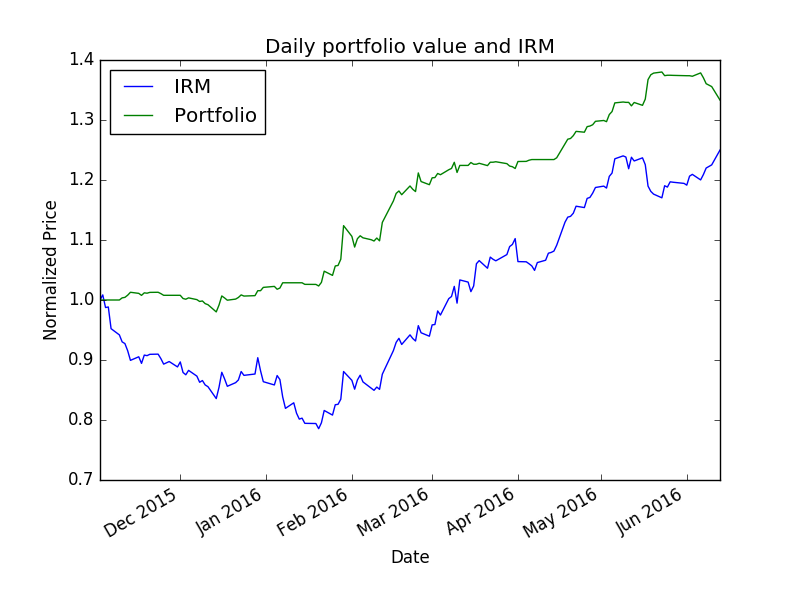 Daily portfolio value and IRM
1.4
1.3
1.2
1.1
1.0
0.9
0.8
0.7
IRM
Portfolio
Normalized Price
Dec 2015
Jan 2016
Feb 2016
Mar 2016
Apr 2016
May 2016
Jun 2016
Date